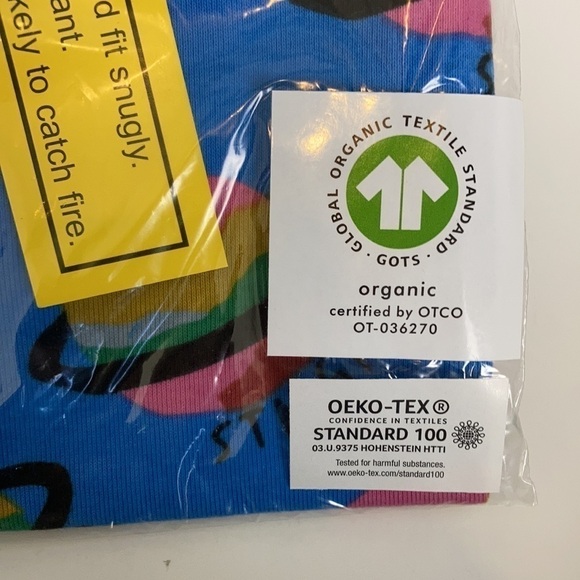 d fit snugly.
ant.
kely to catch fire.
GLOBAL ORGANIC TEXTILE STANDARD · GOTS ·
organic
certified by OTCO
OT-036270
OEKO-TEX®
CONFIDENCE IN TEXTILES
STANDARD 100
03.U.9375 HOHENSTEIN HTTI
Tested for harmful substances.
www.oeko-tex.com/standard100